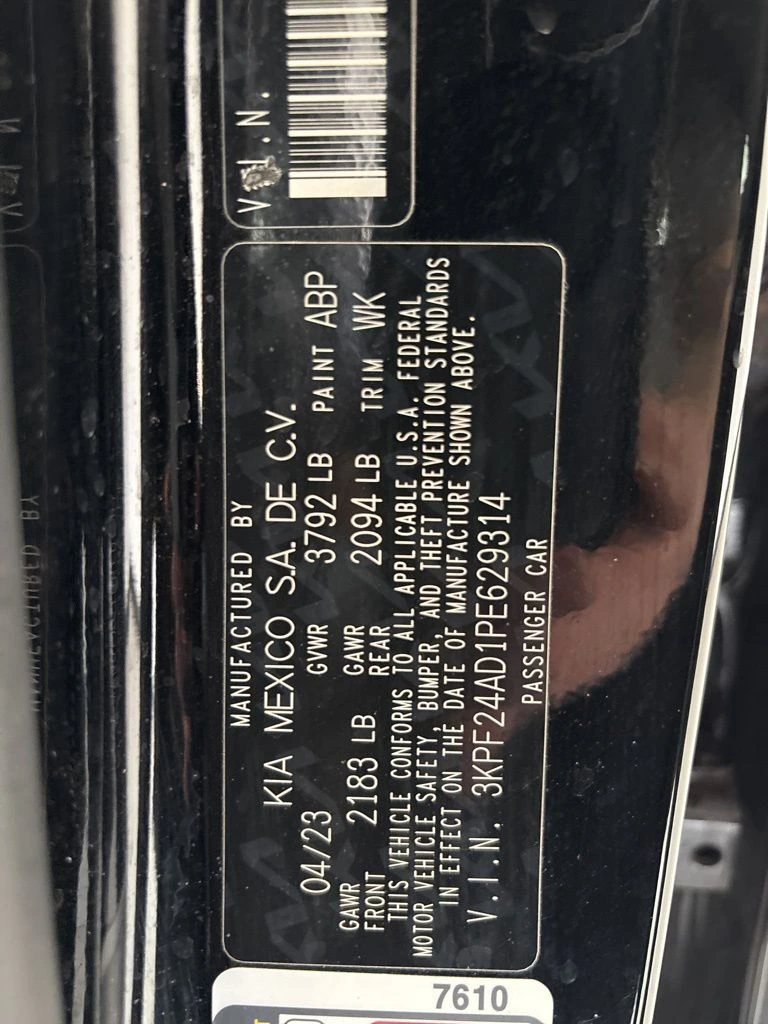 V.I.N.
MANUFACTURED BY
KIA MEXICO S.A. DE C.V.
04/23 GVWR 3792 LB PAINT ABP
GAWR FRONT 2183 LB GAWR REAR 2094 LB TRIM WK
THIS VEHICLE CONFORMS TO ALL APPLICABLE U.S.A. FEDERAL
MOTOR VEHICLE SAFETY, BUMPER, AND THEFT PREVENTION STANDARDS
IN EFFECT ON THE DATE OF MANUFACTURE SHOWN ABOVE.
V.I.N. 3KPF24AD1PE629314
PASSENGER CAR
7610